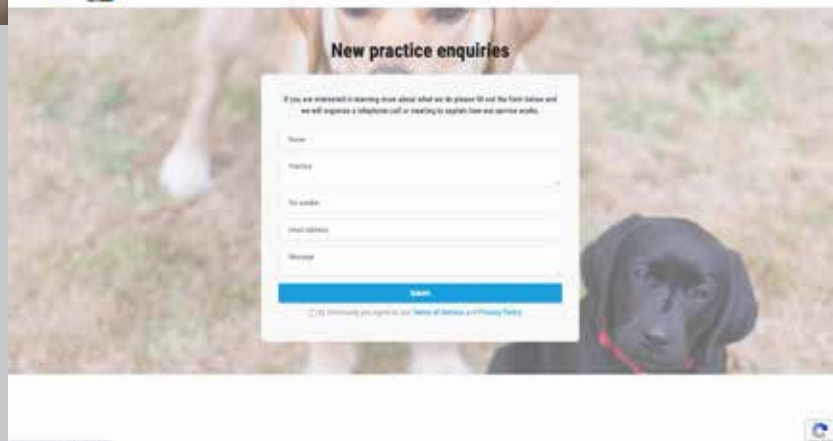 New practice enquiries
If you are interested in learning more about what we do please fill out the form below and
we will organise a telephone call or meeting to explain how our service works.
Name
Practice
Tel number
Email address
Message
Submit
By continuing you agree to our Terms of Service and Privacy Policy